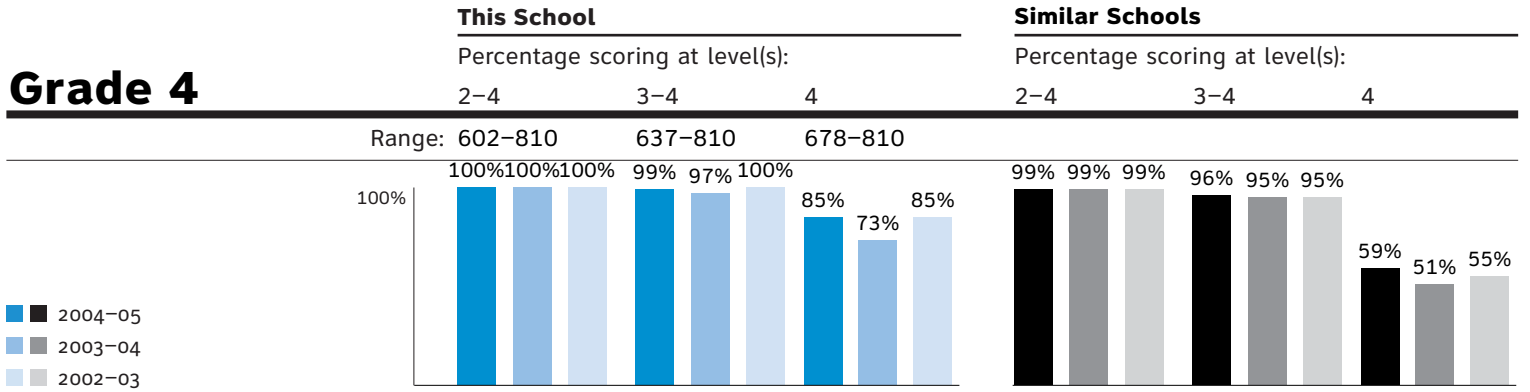 This School Similar Schools
Percentage scoring at level(s): Percentage scoring at level(s):
Grade 4
2–4 3–4 4 2–4 3–4 4
Range: 602–810 637–810 678–810
100% 100% 100% 99% 97% 100% 85% 73% 85% 99% 99% 99% 96% 95% 95% 59% 51% 55%
100%
2004–05
2003–04
2002–03